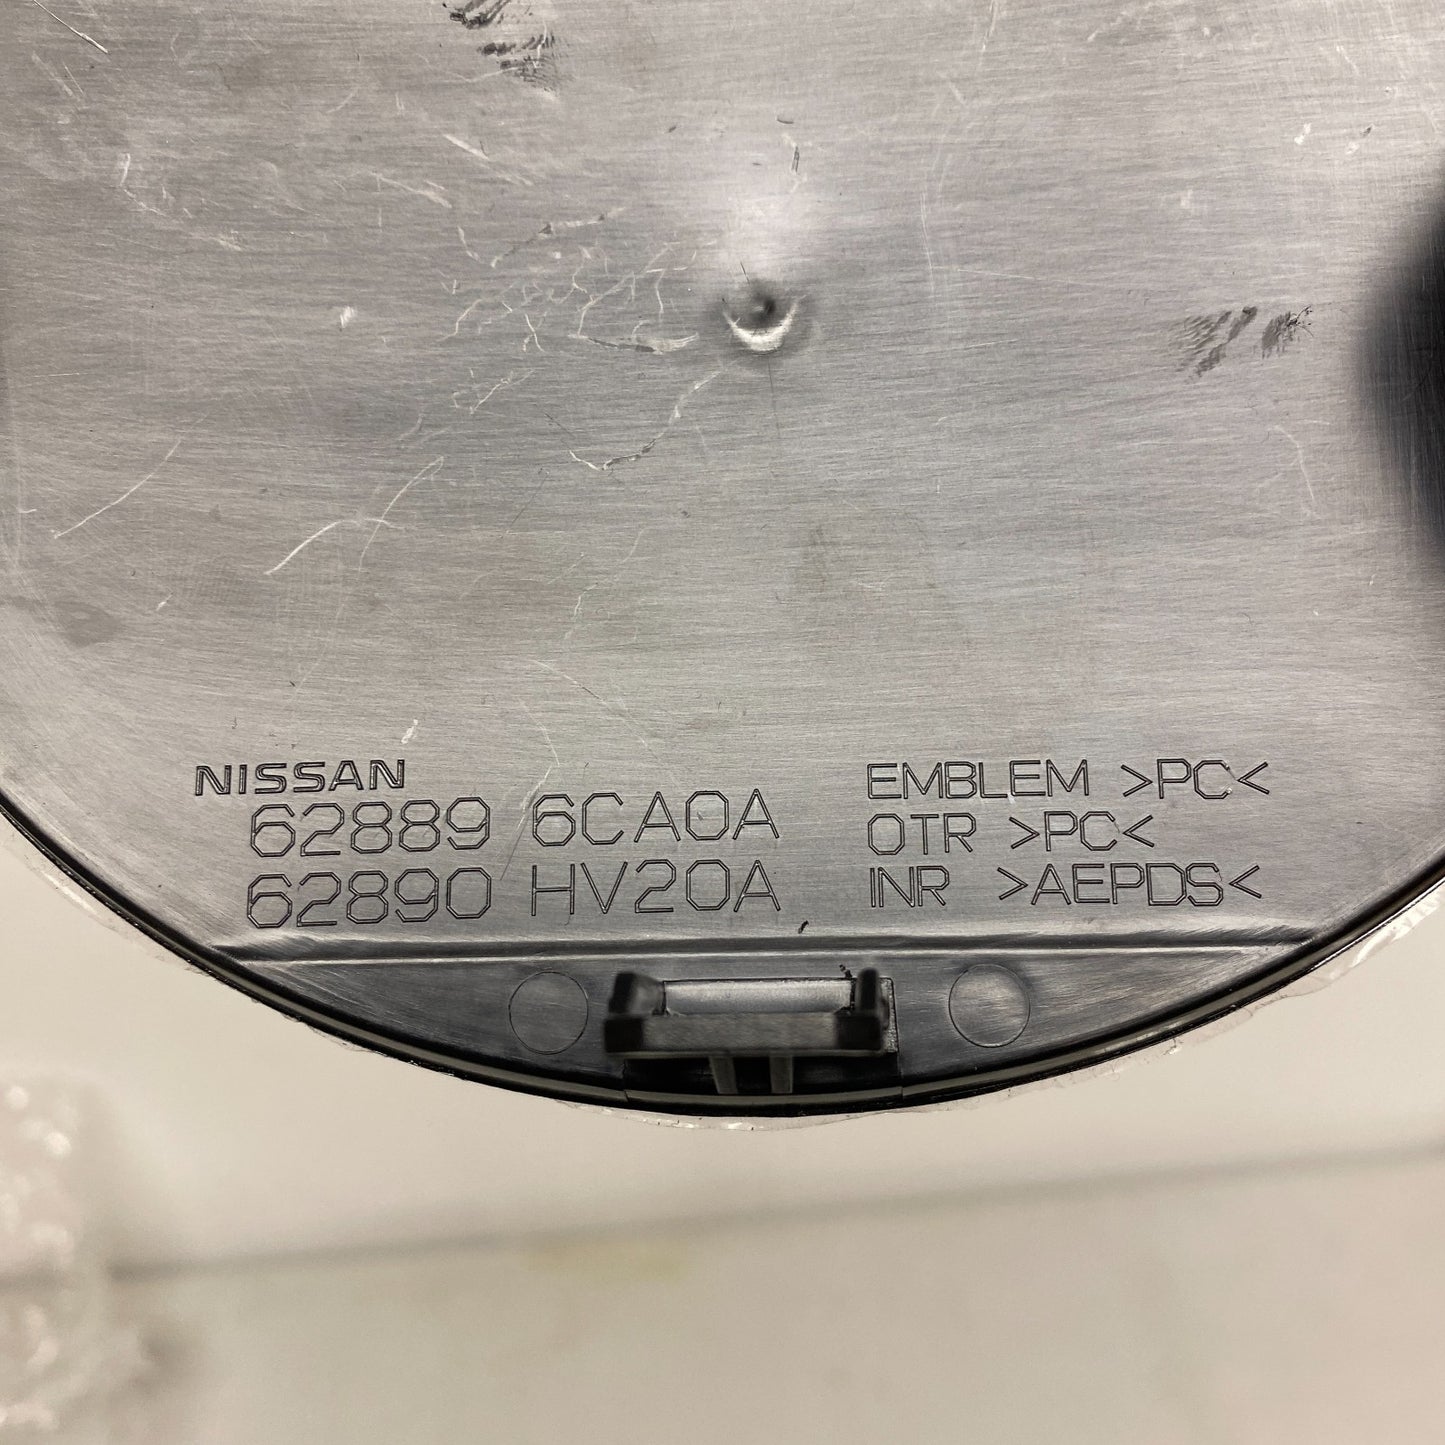 NISSAN
62889 6CA0A
62890 HV20A
EMBLEM >PC<
OTR >PC<
INR >AEPDS<